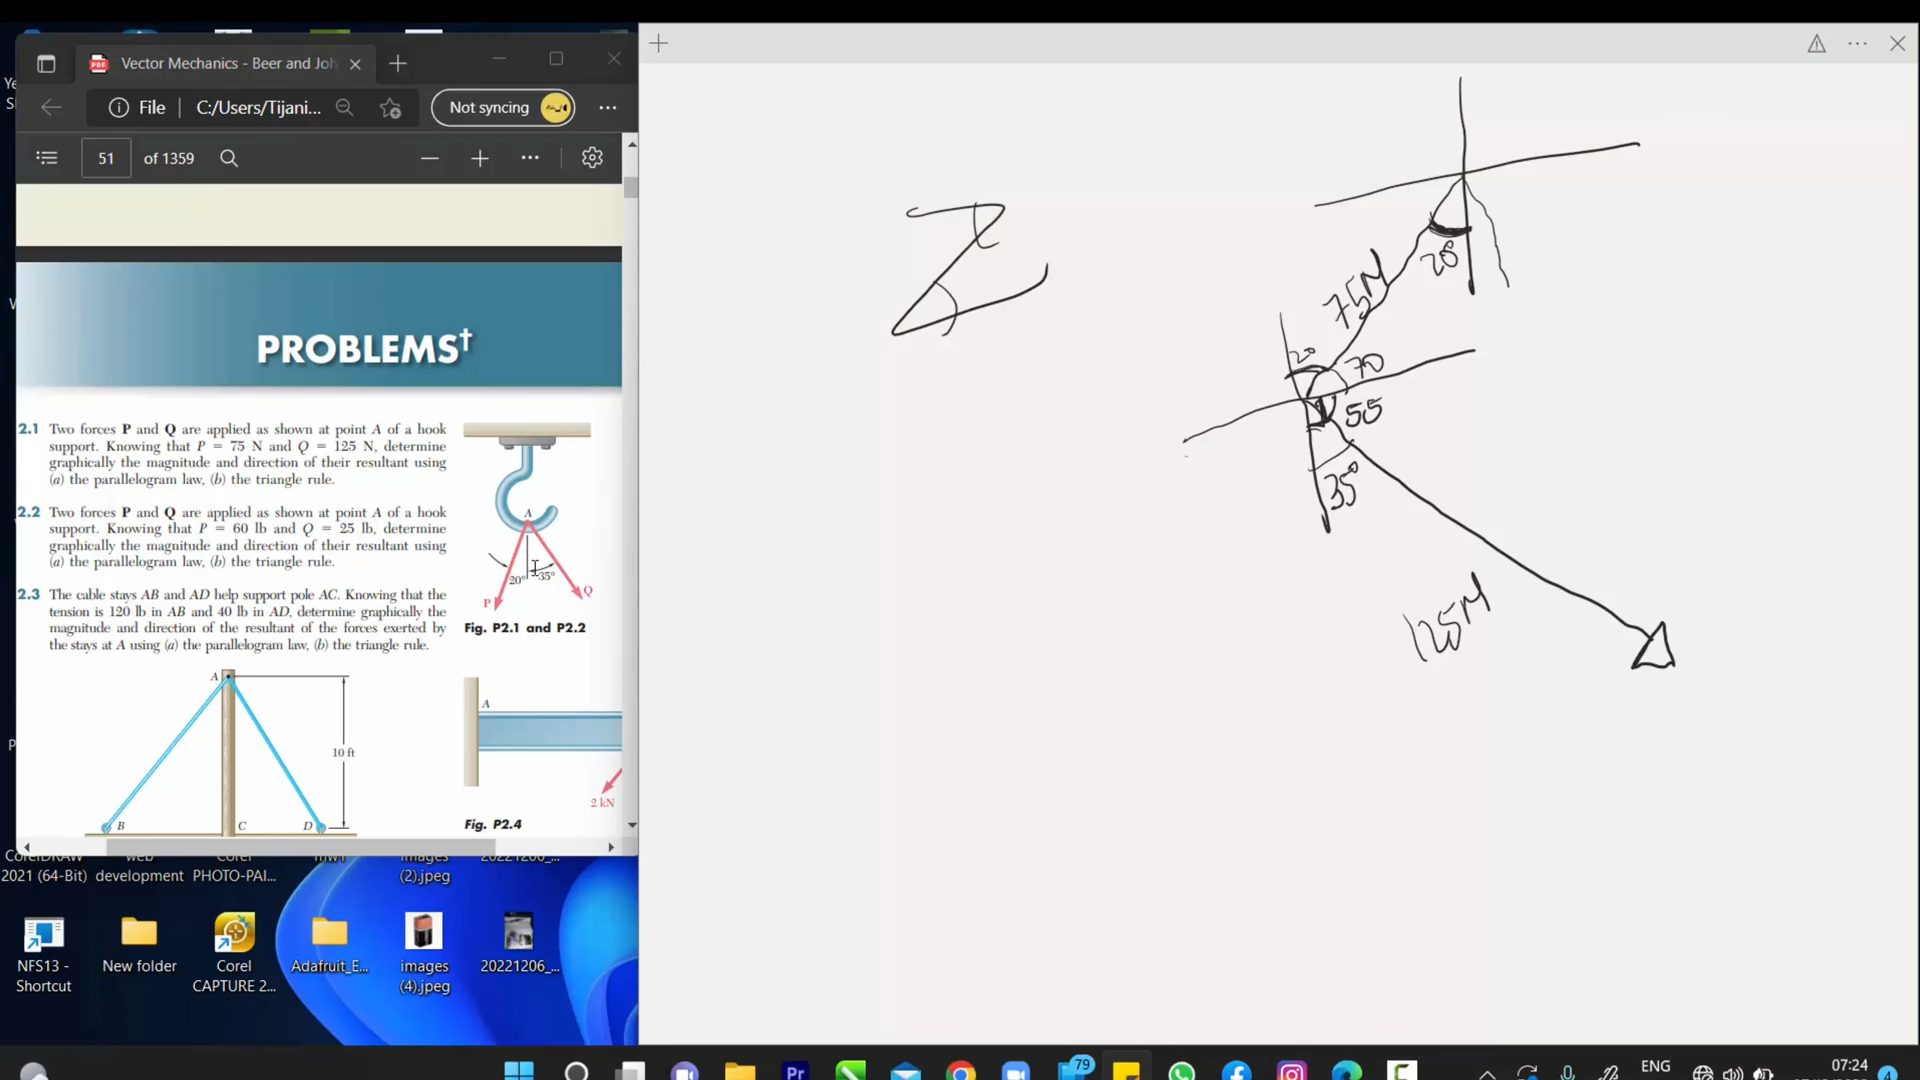 Vector Mechanics - Beer and Joh
File
C:/Users/Tijani...
Not syncing
51
of 1359
PROBLEMS†
2.1 Two forces P and Q are applied as shown at point A of a hook
support. Knowing that P = 75 N and Q = 125 N, determine
graphically the magnitude and direction of their resultant using
(a) the parallelogram law, (b) the triangle rule.
2.2 Two forces P and Q are applied as shown at point A of a hook
support. Knowing that P = 60 lb and Q = 25 lb, determine
graphically the magnitude and direction of their resultant using
(a) the parallelogram law, (b) the triangle rule.
2.3 The cable stays AB and AD help support pole AC. Knowing that the
tension is 120 lb in AB and 40 lb in AD, determine graphically the
magnitude and direction of the resultant of the forces exerted by
the stays at A using (a) the parallelogram law, (b) the triangle rule.
A
20°
35°
P
Q
Fig. P2.1 and P2.2
A
10 ft
B
C
D
A
2 kN
Fig. P2.4
20°
75N
20
70
55
35°
125N
2021 (64-Bit)
web
development
Corel
PHOTO-PAI...
images
(2).jpeg
20221206_...
NFS13 -
Shortcut
New folder
Corel
CAPTURE 2...
Adafruit_E...
images
(4).jpeg
20221206_...
79
Pr
ENG
07:24
4